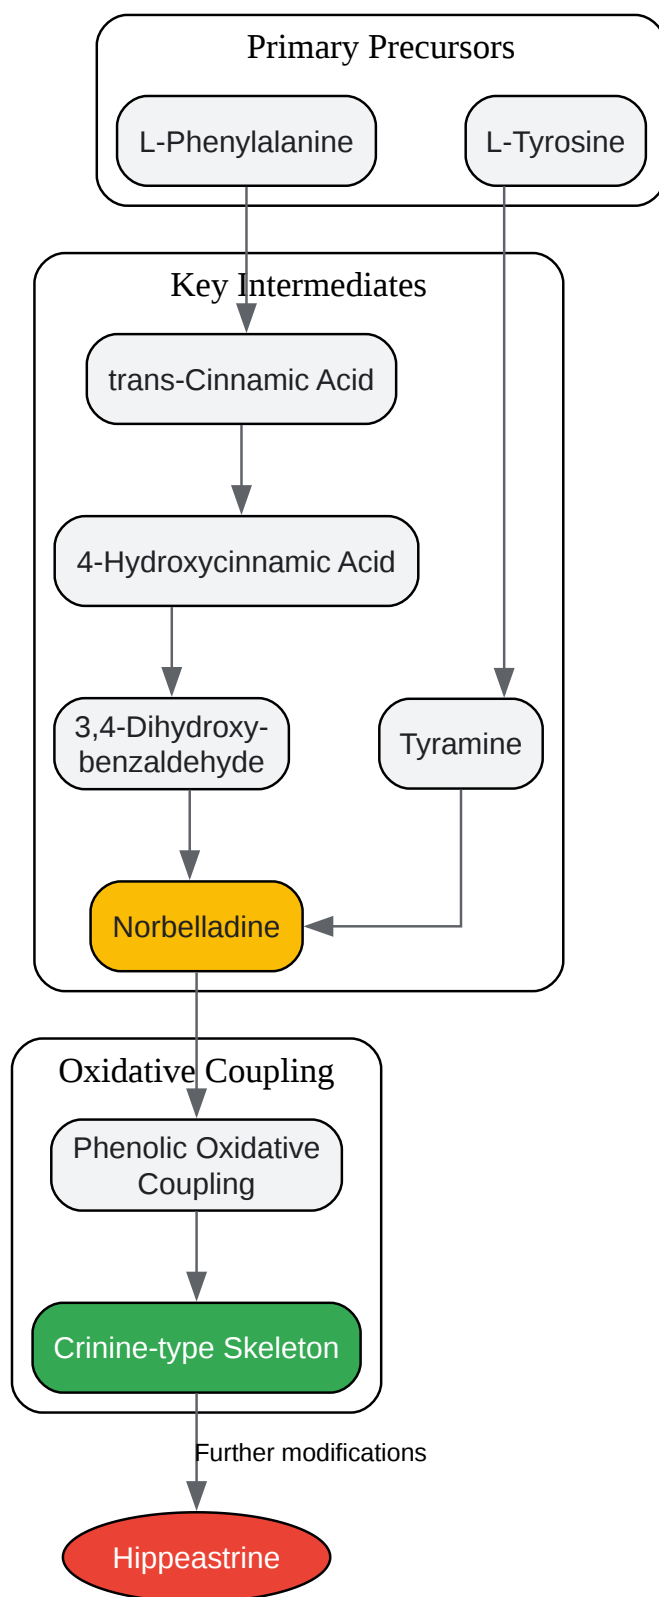 Primary Precursors
L-Phenylalanine
L-Tyrosine
Key Intermediates
trans-Cinnamic Acid
4-Hydroxycinnamic Acid
3,4-Dihydroxy-
benzaldehyde
Tyramine
Norbelladine
Oxidative Coupling
Phenolic Oxidative
Coupling
Crinine-type Skeleton
Further modifications
Hippeastrine